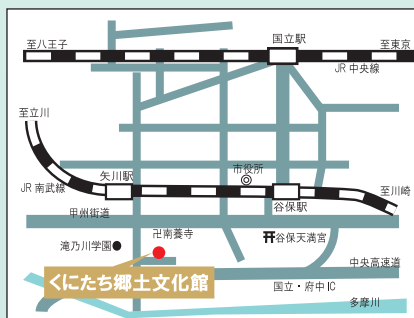 国立駅
至八王子
至東京
JR 中央線
至立川
市役所
矢川駅
JR 南武線
至川崎
谷保駅
甲州街道
卍南養寺
滝乃川学園
谷保天満宮
中央高速道
くにたち郷土文化館
国立・府中IC
多摩川